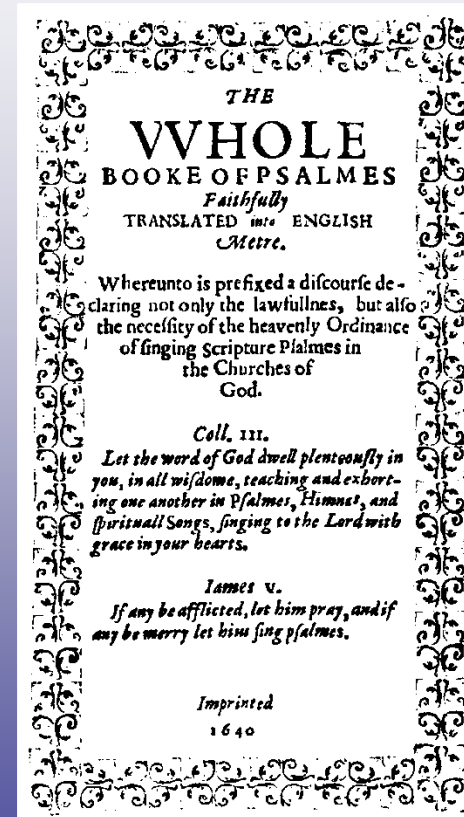 THE
VVHOLE
BOOKE OF PSALMES
Faithfully
TRANSLATED into ENGLISH
Metre.
Whereunto is prefixed a diſcourſe de-
claring not only the lawfullnes, but alſo
the neceſſity of the heavenly Ordinance
of ſinging Scripture Pſalmes in
the Churches of
God.
Coll. III.
Let the word of God dwell plenteouſly in
you, in all wiſdome, teaching and exhort-
ing one another in Pſalmes, Himnes, and
ſpirituall Songs, ſinging to the Lord with
grace in your hearts.
Iames V.
If any be afflicted, let him pray, and if
any be merry let him ſing pſalmes.
Imprinted
1640